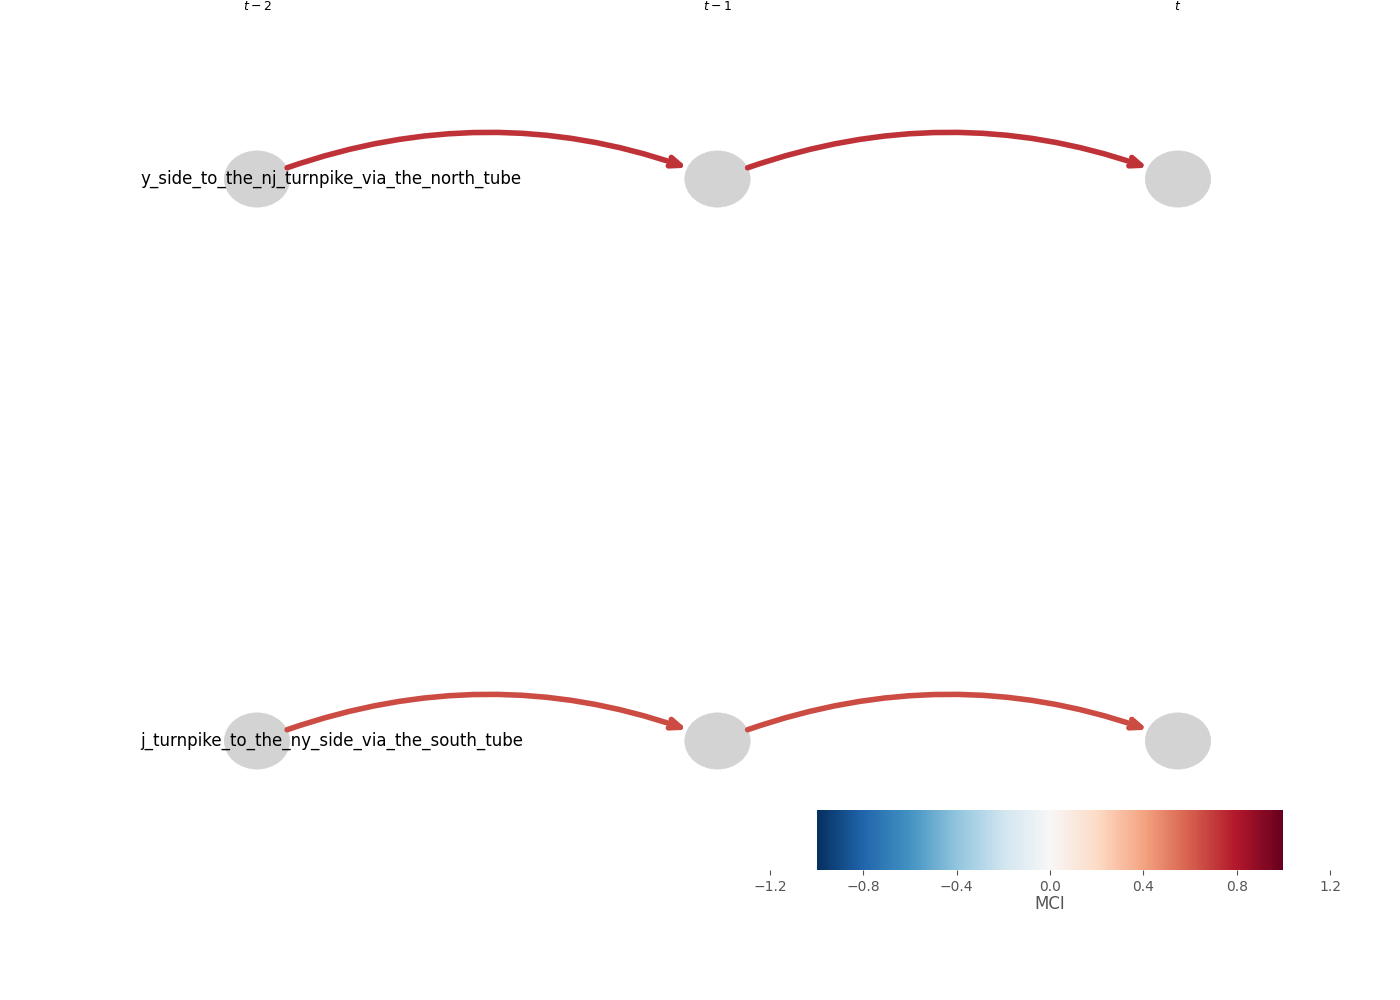 t − 2 t − 1 t
y_side_to_the_nj_turnpike_via_the_north_tube
j_turnpike_to_the_ny_side_via_the_south_tube
−1.2 −0.8 −0.4 0.0 0.4 0.8 1.2
MCI